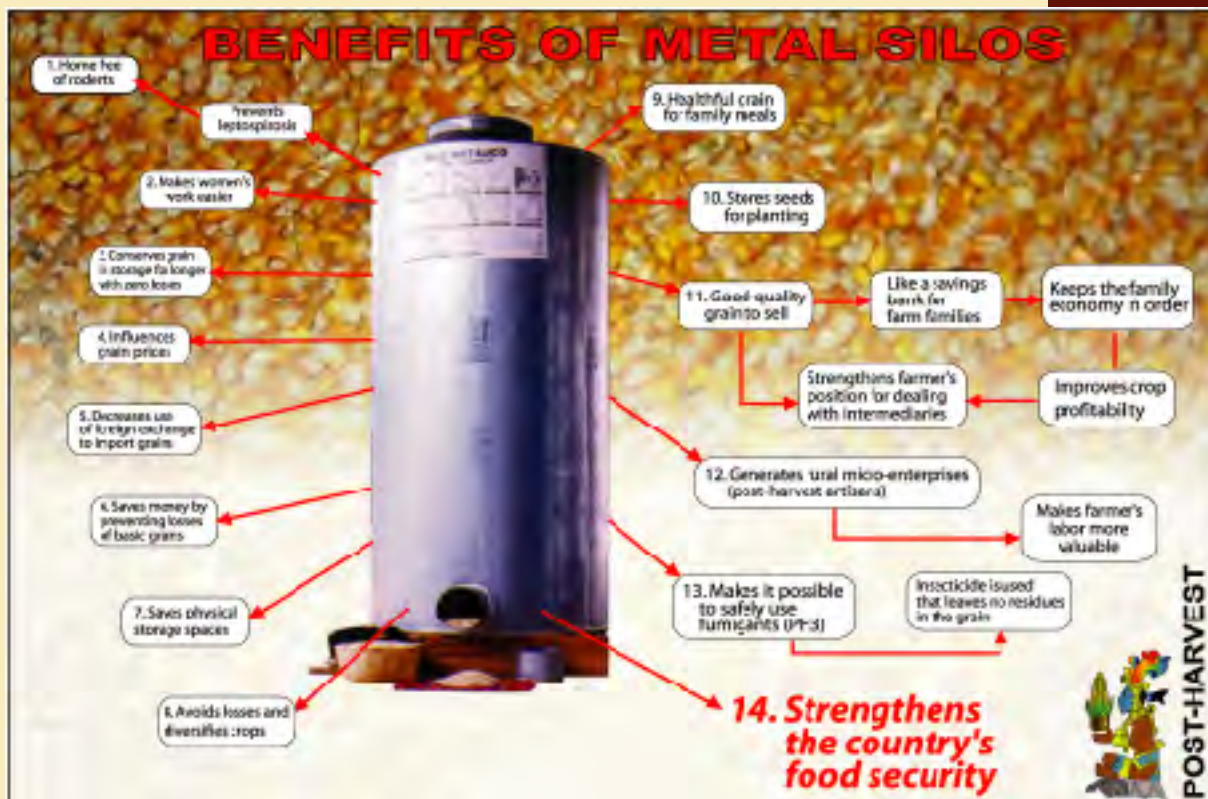 BENEFITS OF METAL SILOS
1. Home free
of rodents
Prevents
leptospirosis
2. Makes women's
work easier
3. Conserves grain
in storage for longer
with zero losses
4. Influences
grain prices
5. Decreases use
of foreign exchange
to import grains
6. Saves money by
preventing losses
of basic grains
7. Saves physical
storage spaces
8. Avoids losses and
diversifies crops
9. Healthful grain
for family meals
10. Stores seeds
for planting
11. Good-quality
grain to sell
Like a savings
bank for
farm families
Keeps the family
economy in order
Improves crop
profitability
Strengthens farmer's
position for dealing
with intermediaries
12. Generates rural micro-enterprises
(post-harvest artisans)
Makes farmer's
labor more
valuable
13. Makes it possible
to safely use
fumigants (PH3)
Insecticide is used
that leaves no residues
in the grain
14. Strengthens
the country's
food security
POST-HARVEST